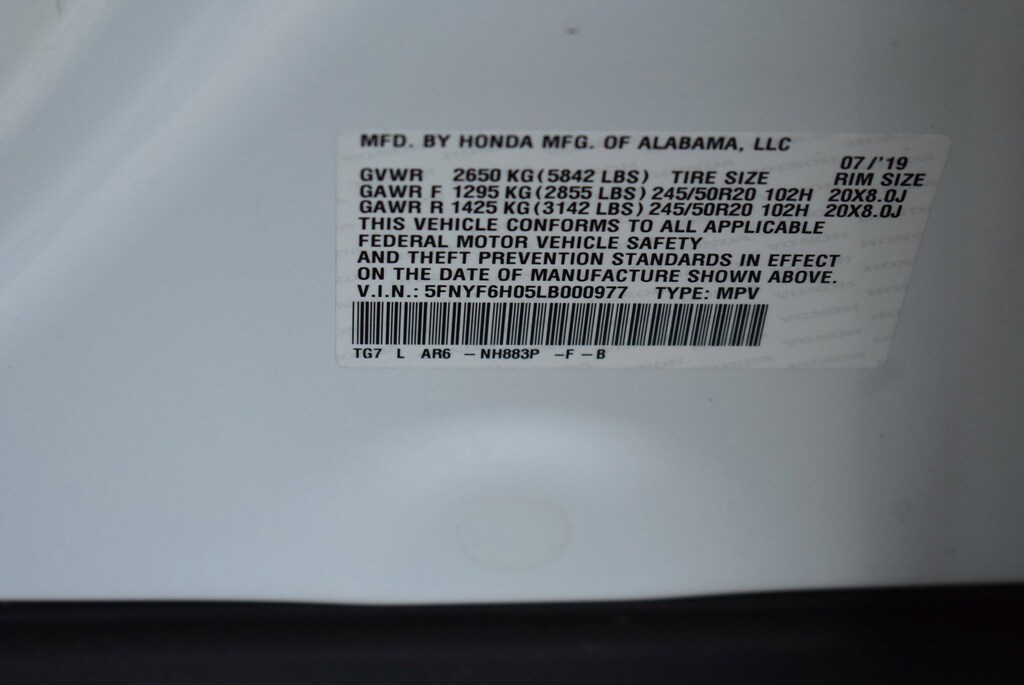 MFD. BY HONDA MFG. OF ALABAMA, LLC
07/'19
GVWR 2650 KG (5842 LBS) TIRE SIZE RIM SIZE
GAWR F 1295 KG (2855 LBS) 245/50R20 102H 20X8.0J
GAWR R 1425 KG (3142 LBS) 245/50R20 102H 20X8.0J
THIS VEHICLE CONFORMS TO ALL APPLICABLE
FEDERAL MOTOR VEHICLE SAFETY
AND THEFT PREVENTION STANDARDS IN EFFECT
ON THE DATE OF MANUFACTURE SHOWN ABOVE.
V.I.N.: 5FNYF6H05LB000977 TYPE: MPV
TG7 L AR6 - NH883P - F - B